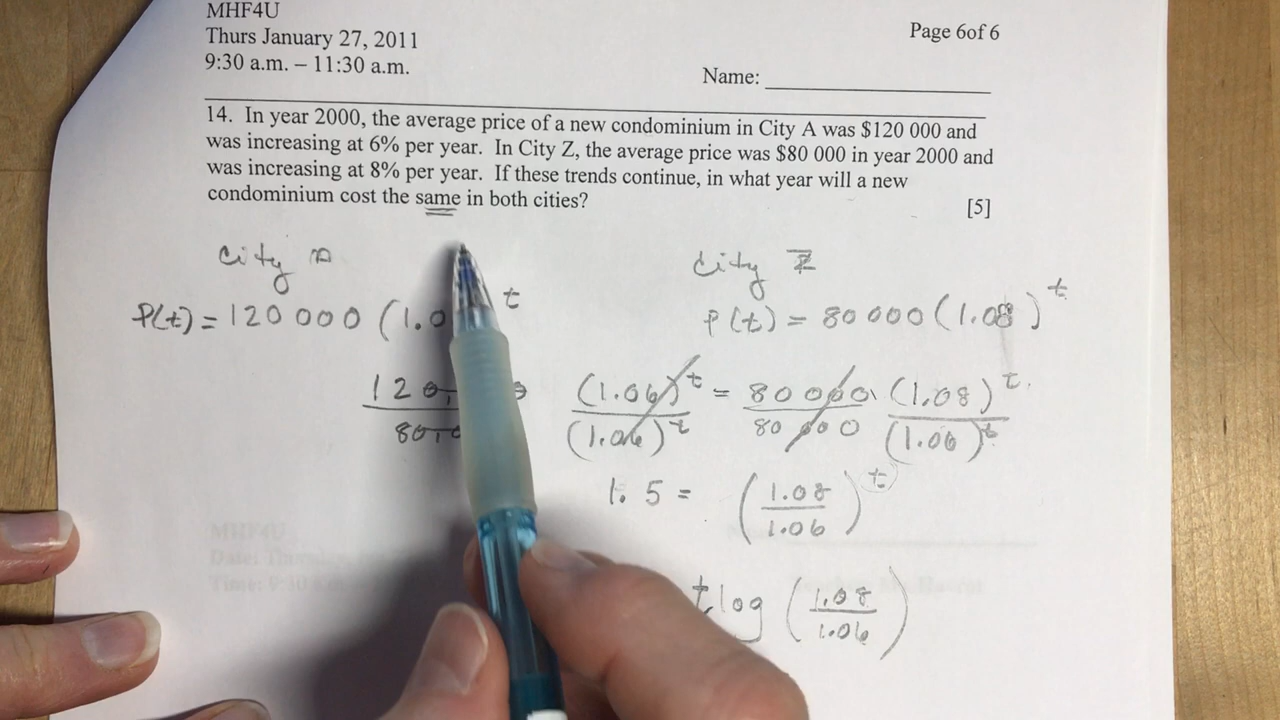 MHF4U
Thurs January 27, 2011
Page 6of 6
9:30 a.m. – 11:30 a.m.
Name:
14. In year 2000, the average price of a new condominium in City A was $120 000 and
was increasing at 6% per year. In City Z, the average price was $80 000 in year 2000 and
was increasing at 8% per year. If these trends continue, in what year will a new
condominium cost the same in both cities?
[5]
City A
City Z
P(t) = 120 000 (1.0 t
P(t) = 80 000 (1.08)^t
120, (1.06)^t = 80 000 (1.08)^t
80,0 (1.06)^t 80 000 (1.06)^t
1.5 = (1.08/1.06)^t
t log (1.08/1.06)
MHF4U